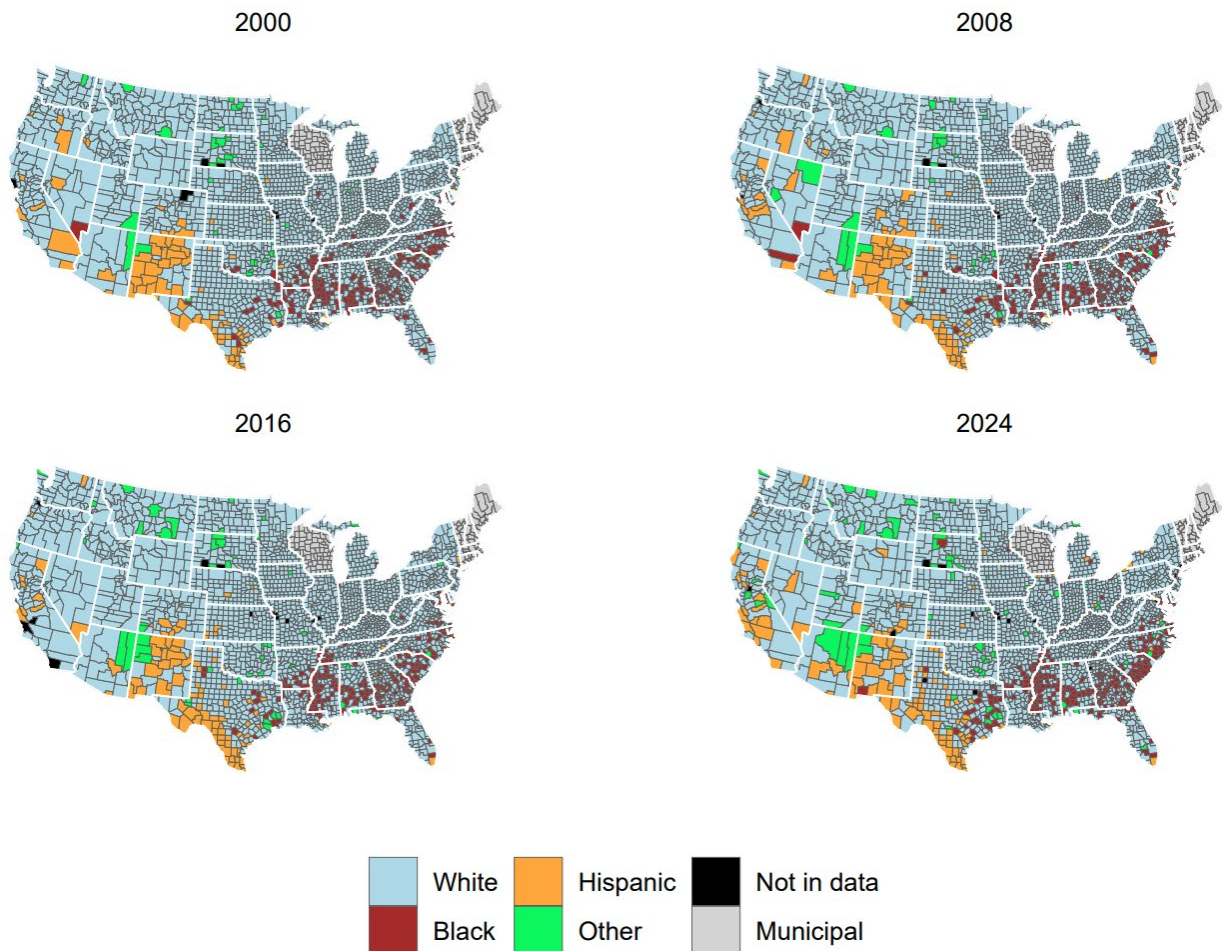 2000
2008
2016
2024
White
Hispanic
Not in data
Black
Other
Municipal